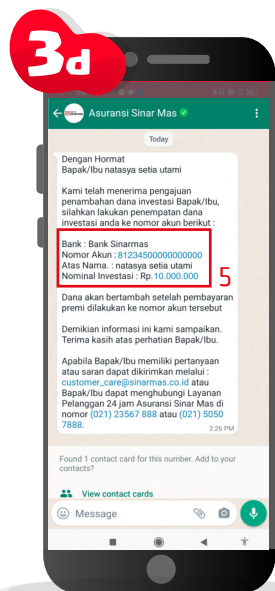 3d
Asuransi Sinar Mas
Today
Dengan Hormat
Bapak/Ibu natasya setia utami
Kami telah menerima pengajuan
penambahan dana investasi Bapak/Ibu,
silahkan lakukan penempatan dana
investasi anda ke nomor akun berikut :
Bank : Bank Sinarmas
Nomor Akun : 81234500000000000
Atas Nama. : natasya setia utami
Nominal Investasi : Rp.10.000.000
5
Dana akan bertambah setelah pembayaran
premi dilakukan ke nomor akun tersebut
Demikian informasi ini kami sampaikan.
Terima kasih atas perhatian Bapak/Ibu.
Apabila Bapak/Ibu memiliki pertanyaan
atau saran dapat dikirimkan melalui :
customer_care@sinarmas.co.id atau
Bapak/Ibu dapat menghubungi Layanan
Pelanggan 24 jam Asuransi Sinar Mas di
nomor (021) 23567 888 atau (021) 5050
7888.
3:26 PM
Found 1 contact card for this number. Add to your
contacts?
View contact cards
Message